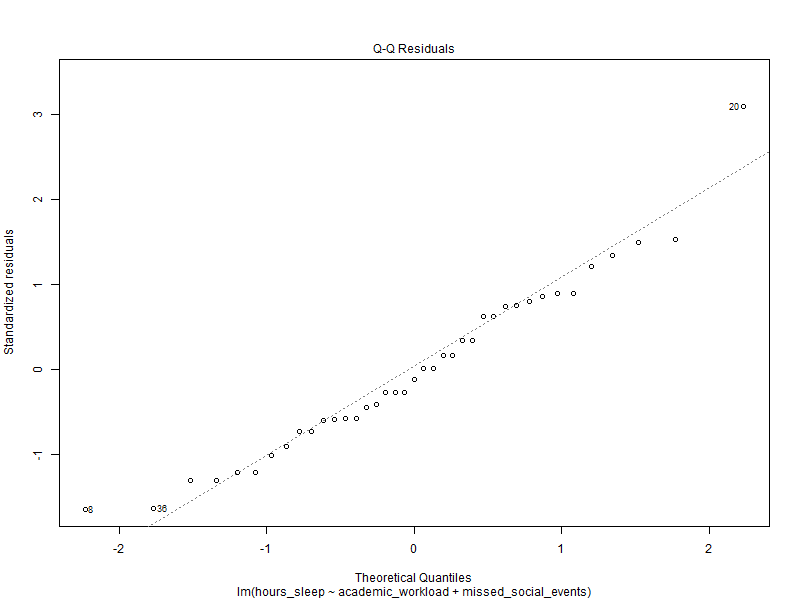 Q-Q Residuals
3
2
1
0
-1
Standardized residuals
20
8
36
-2 -1 0 1 2
Theoretical Quantiles
lm(hours_sleep ~ academic_workload + missed_social_events)